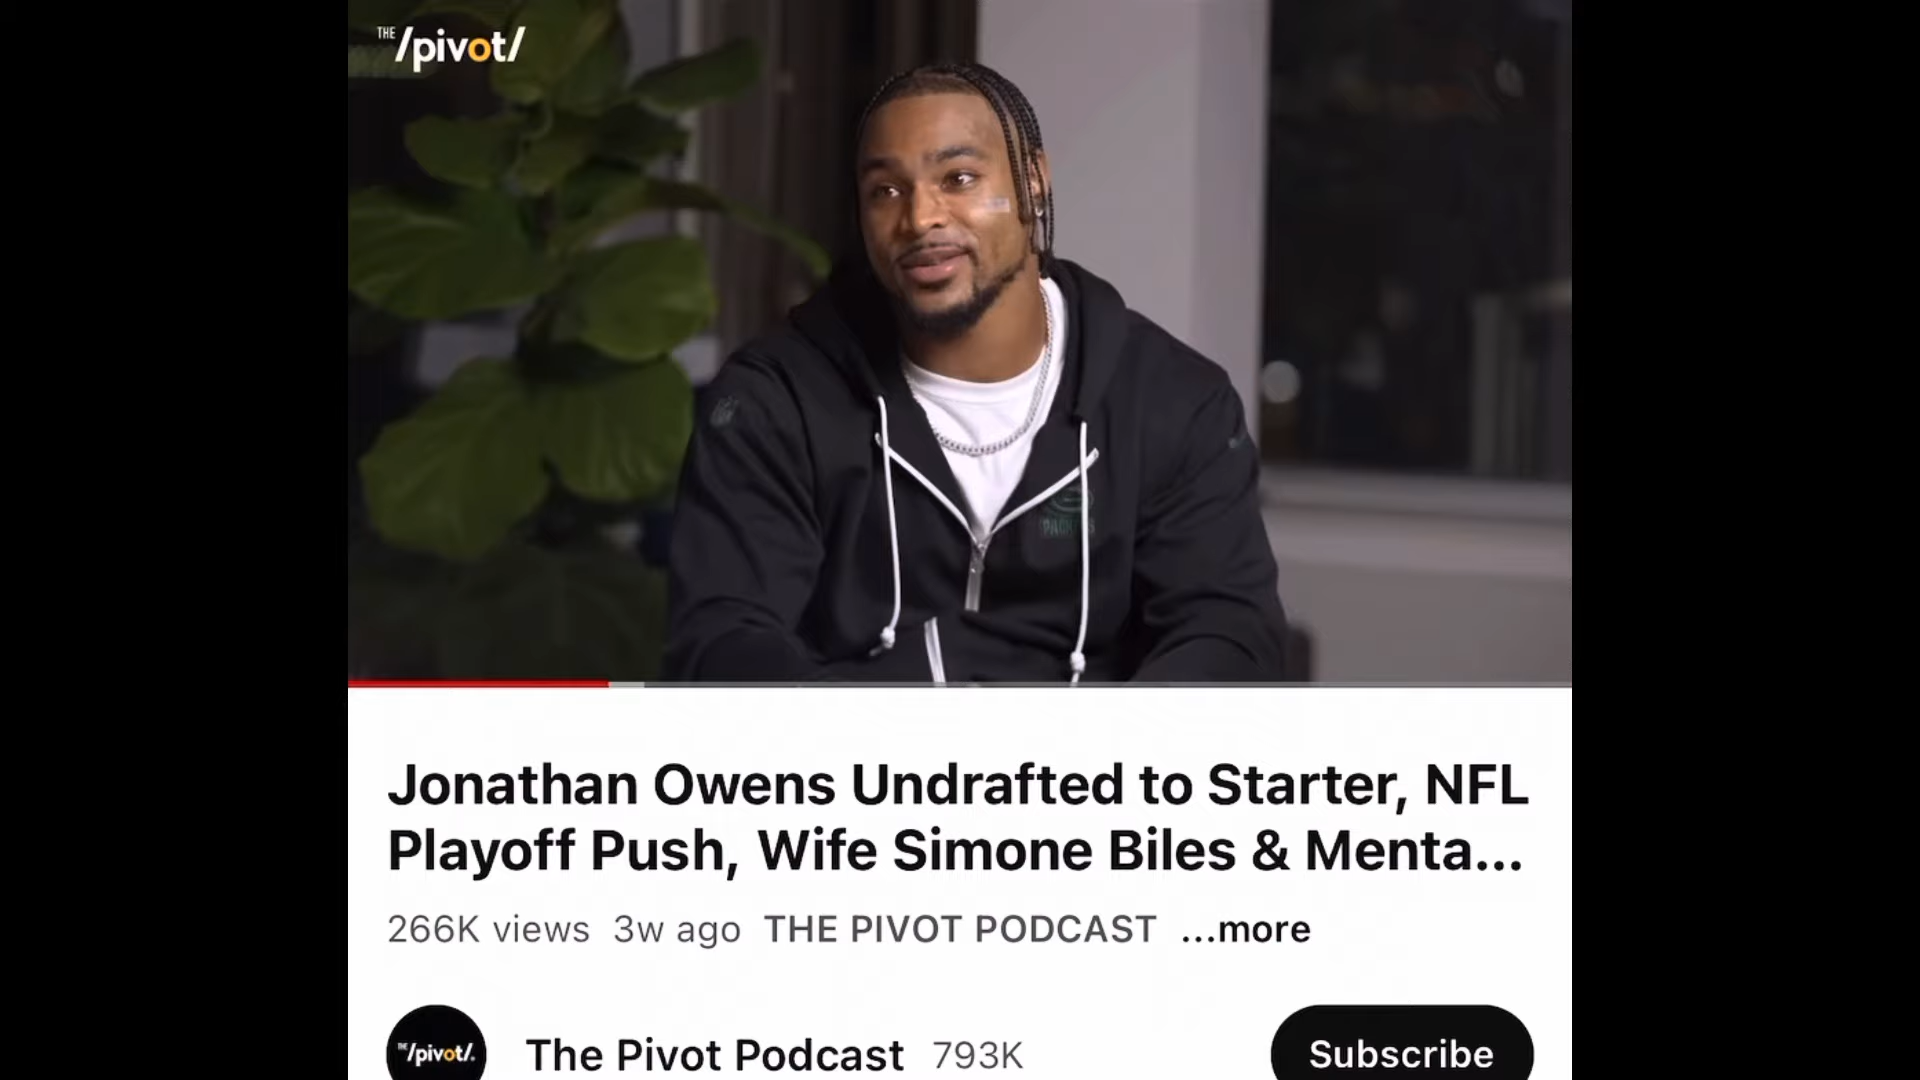 THE /pivot/
PACKERS
Jonathan Owens Undrafted to Starter, NFL
Playoff Push, Wife Simone Biles & Menta...
266K views 3w ago THE PIVOT PODCAST ...more
THE /pivot/.
The Pivot Podcast 793K
Subscribe